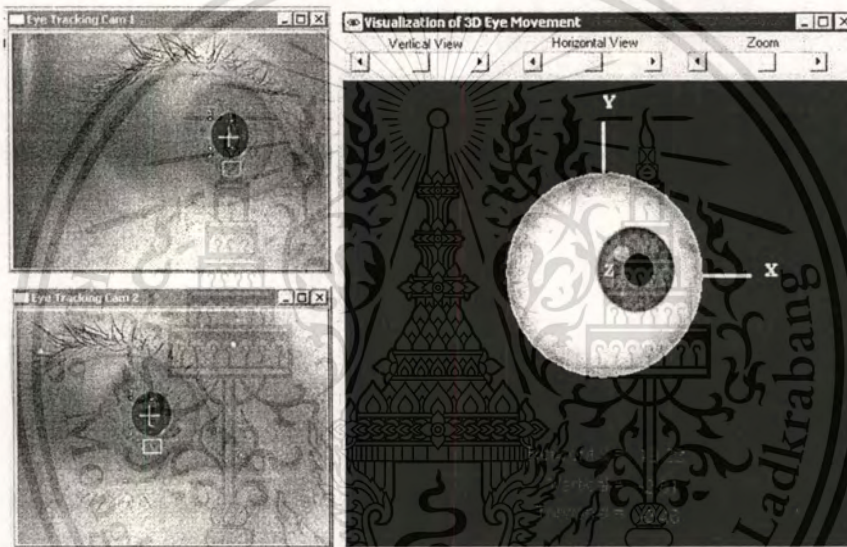 Eye Tracking Cam 1
Eye Tracking Cam 2
Visualization of 3D Eye Movement
Vertical View Horizontal View Zoom
Y
Z
X
Ladkrabang